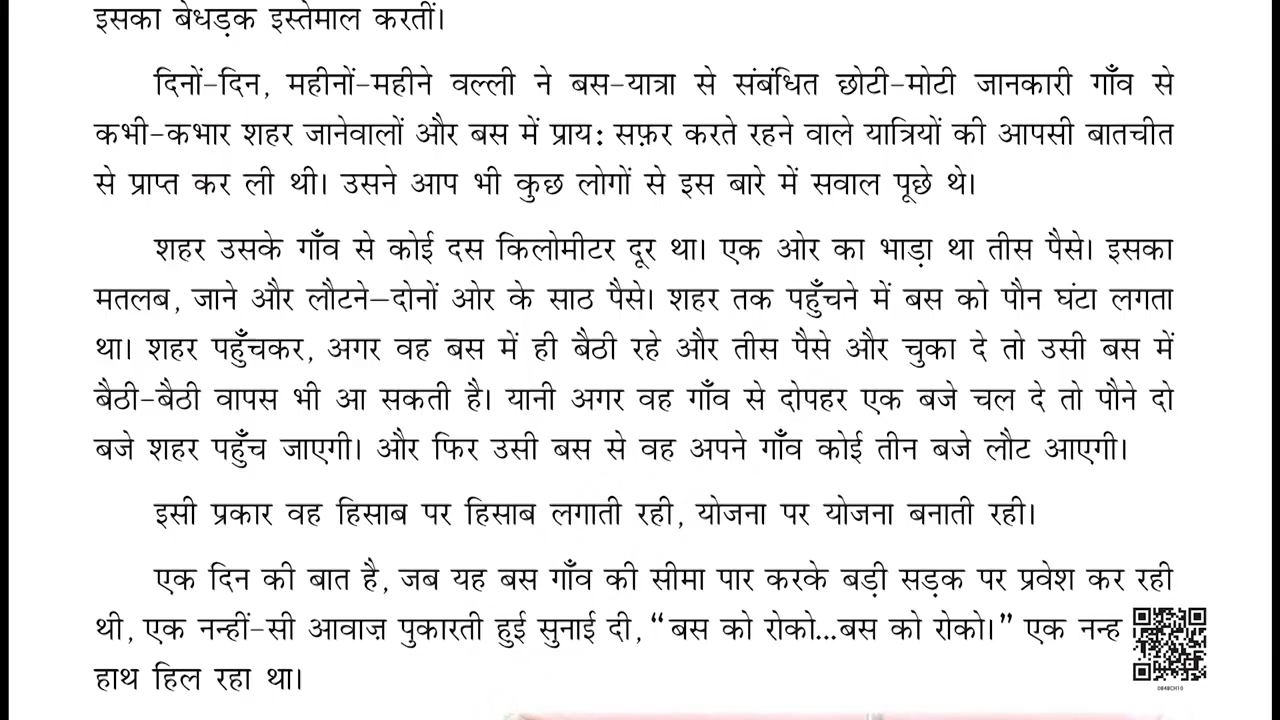 इसका बेधड़क इस्तेमाल करतीं।
दिनों-दिन, महीनों-महीने वल्ली ने बस-यात्रा से संबंधित छोटी-मोटी जानकारी गाँव से
कभी-कभार शहर जानेवालों और बस में प्राय: सफ़र करते रहने वाले यात्रियों की आपसी बातचीत
से प्राप्त कर ली थी। उसने आप भी कुछ लोगों से इस बारे में सवाल पूछे थे।
शहर उसके गाँव से कोई दस किलोमीटर दूर था। एक ओर का भाड़ा था तीस पैसे। इसका
मतलब, जाने और लौटने–दोनों ओर के साठ पैसे। शहर तक पहुँचने में बस को पौन घंटा लगता
था। शहर पहुँचकर, अगर वह बस में ही बैठी रहे और तीस पैसे और चुका दे तो उसी बस में
बैठी-बैठी वापस भी आ सकती है। यानी अगर वह गाँव से दोपहर एक बजे चल दे तो पौने दो
बजे शहर पहुँच जाएगी। और फिर उसी बस से वह अपने गाँव कोई तीन बजे लौट आएगी।
इसी प्रकार वह हिसाब पर हिसाब लगाती रही, योजना पर योजना बनाती रही।
एक दिन की बात है, जब यह बस गाँव की सीमा पार करके बड़ी सड़क पर प्रवेश कर रही
थी, एक नन्हीं-सी आवाज़ पुकारती हुई सुनाई दी, “बस को रोको...बस को रोको।” एक नन्ह
हाथ हिल रहा था।
0848CH10